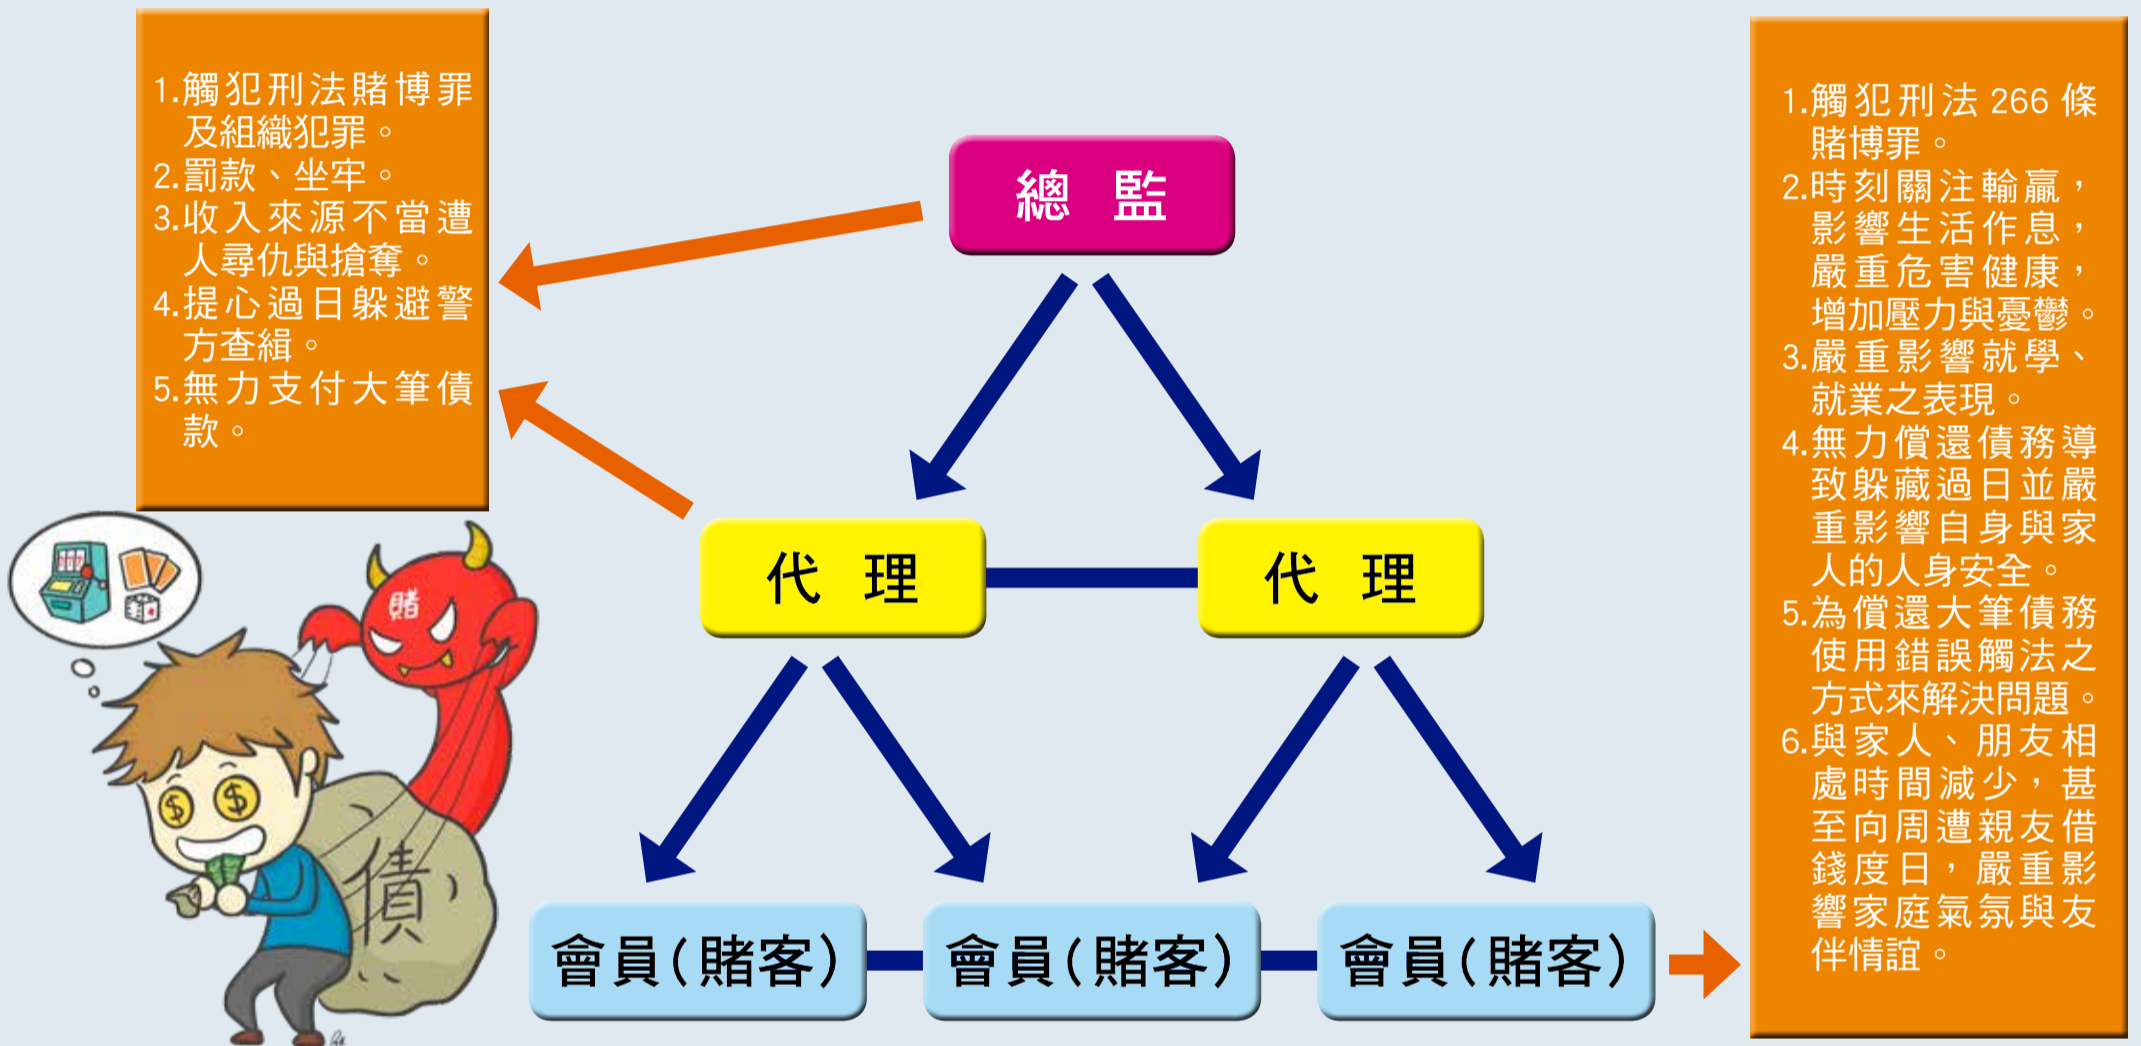 1.觸犯刑法賭博罪
及組織犯罪。
2.罰款、坐牢。
3.收入來源不當遭
人尋仇與搶奪。
4.提心過日躲避警
方查緝。
5.無力支付大筆債
款。
總 監
代 理
代 理
會員(賭客)
會員(賭客)
會員(賭客)
賭
債
1.觸犯刑法 266 條
賭博罪。
2.時刻關注輸贏，
影響生活作息，
嚴重危害健康，
增加壓力與憂鬱。
3.嚴重影響就學、
就業之表現。
4.無力償還債務導
致躲藏過日並嚴
重影響自身與家
人的人身安全。
5.為償還大筆債務
使用錯誤觸法之
方式來解決問題。
6.與家人、朋友相
處時間減少，甚
至向周遭親友借
錢度日，嚴重影
響家庭氣氛與友
伴情誼。